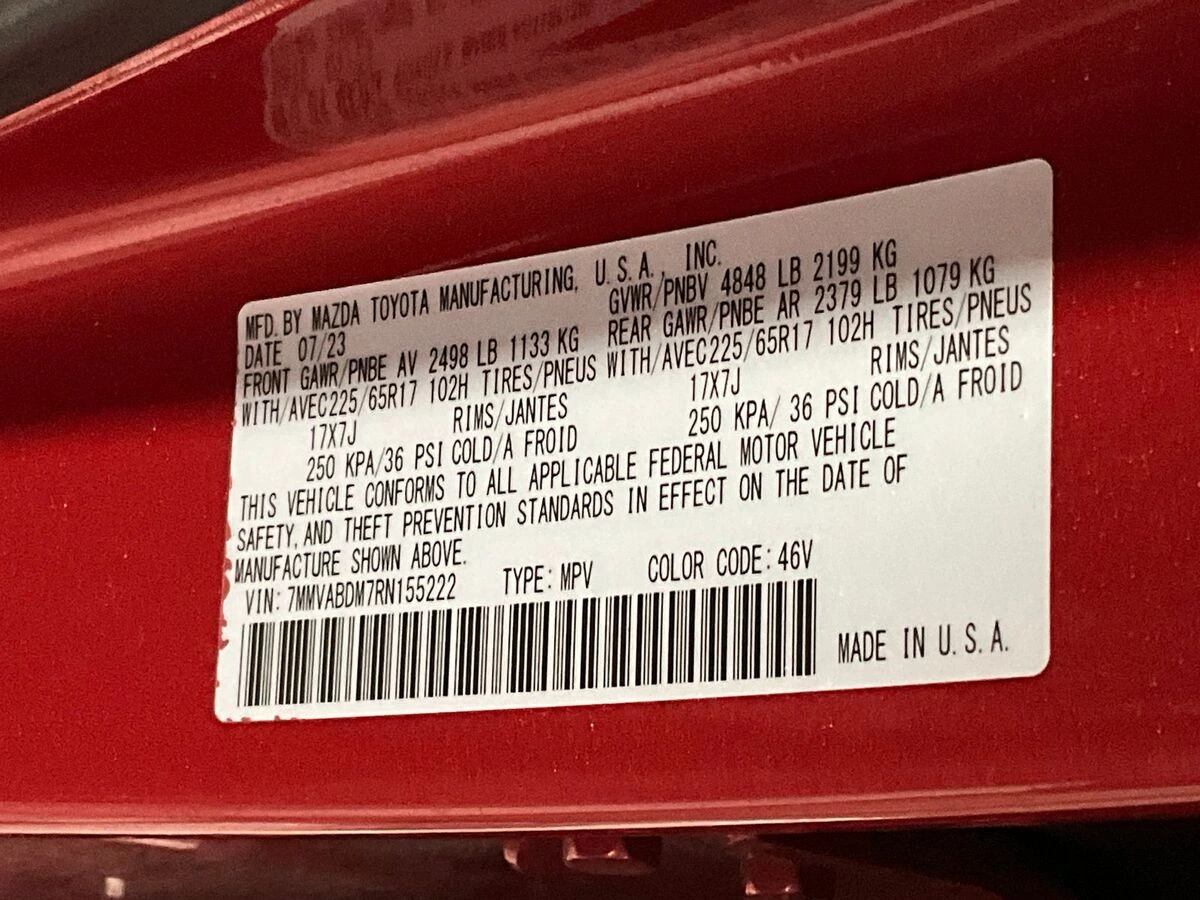 MFD. BY MAZDA TOYOTA MANUFACTURING, U.S.A., INC.
DATE 07/23 GVWR/PNBV 4848 LB 2199 KG
FRONT GAWR/PNBE AV 2498 LB 1133 KG REAR GAWR/PNBE AR 2379 LB 1079 KG
WITH/AVEC225/65R17 102H TIRES/PNEUS WITH/AVEC225/65R17 102H TIRES/PNEUS
17X7J RIMS/JANTES 17X7J RIMS/JANTES
250 KPA/36 PSI COLD/A FROID 250 KPA/ 36 PSI COLD/A FROID
THIS VEHICLE CONFORMS TO ALL APPLICABLE FEDERAL MOTOR VEHICLE
SAFETY, AND THEFT PREVENTION STANDARDS IN EFFECT ON THE DATE OF
MANUFACTURE SHOWN ABOVE.
VIN: 7MMVABDM7RN155222 TYPE: MPV COLOR CODE: 46V
MADE IN U.S.A.